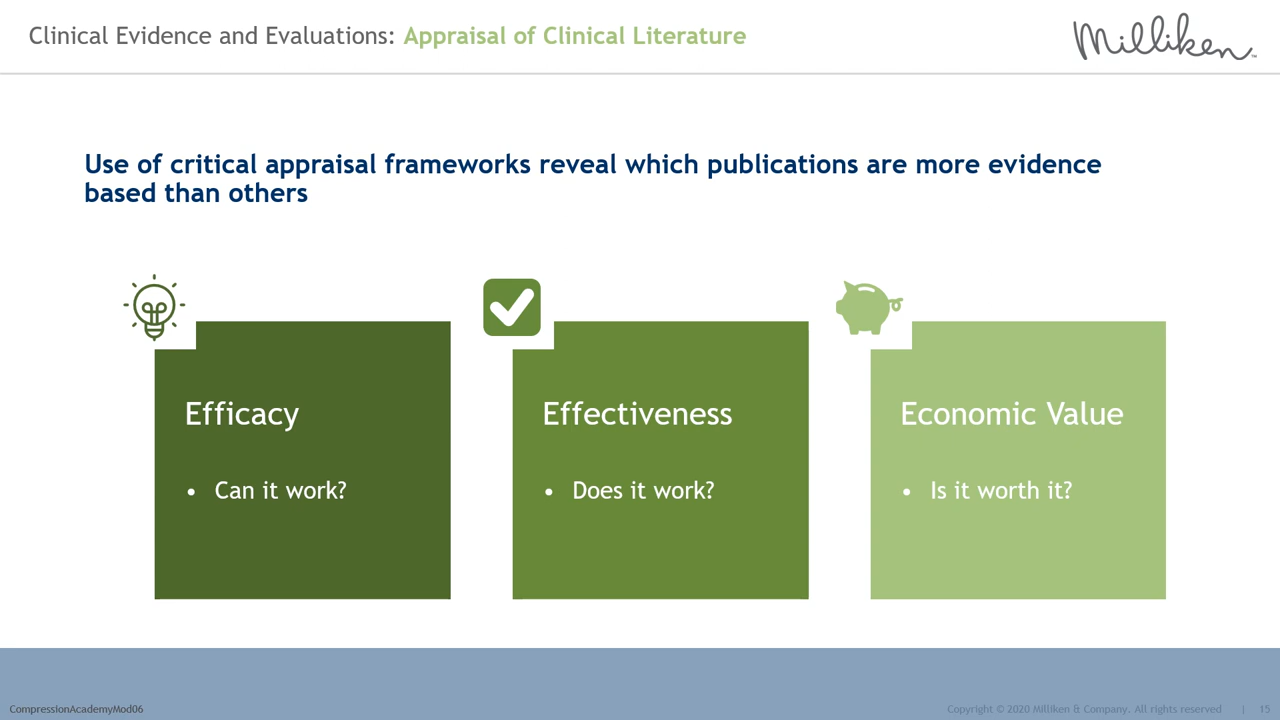 Clinical Evidence and Evaluations: Appraisal of Clinical Literature
Milliken™
Use of critical appraisal frameworks reveal which publications are more evidence
based than others
Efficacy
• Can it work?
Effectiveness
• Does it work?
Economic Value
• Is it worth it?
CompressionAcademyMod06
Copyright © 2020 Milliken & Company. All rights reserved | 15